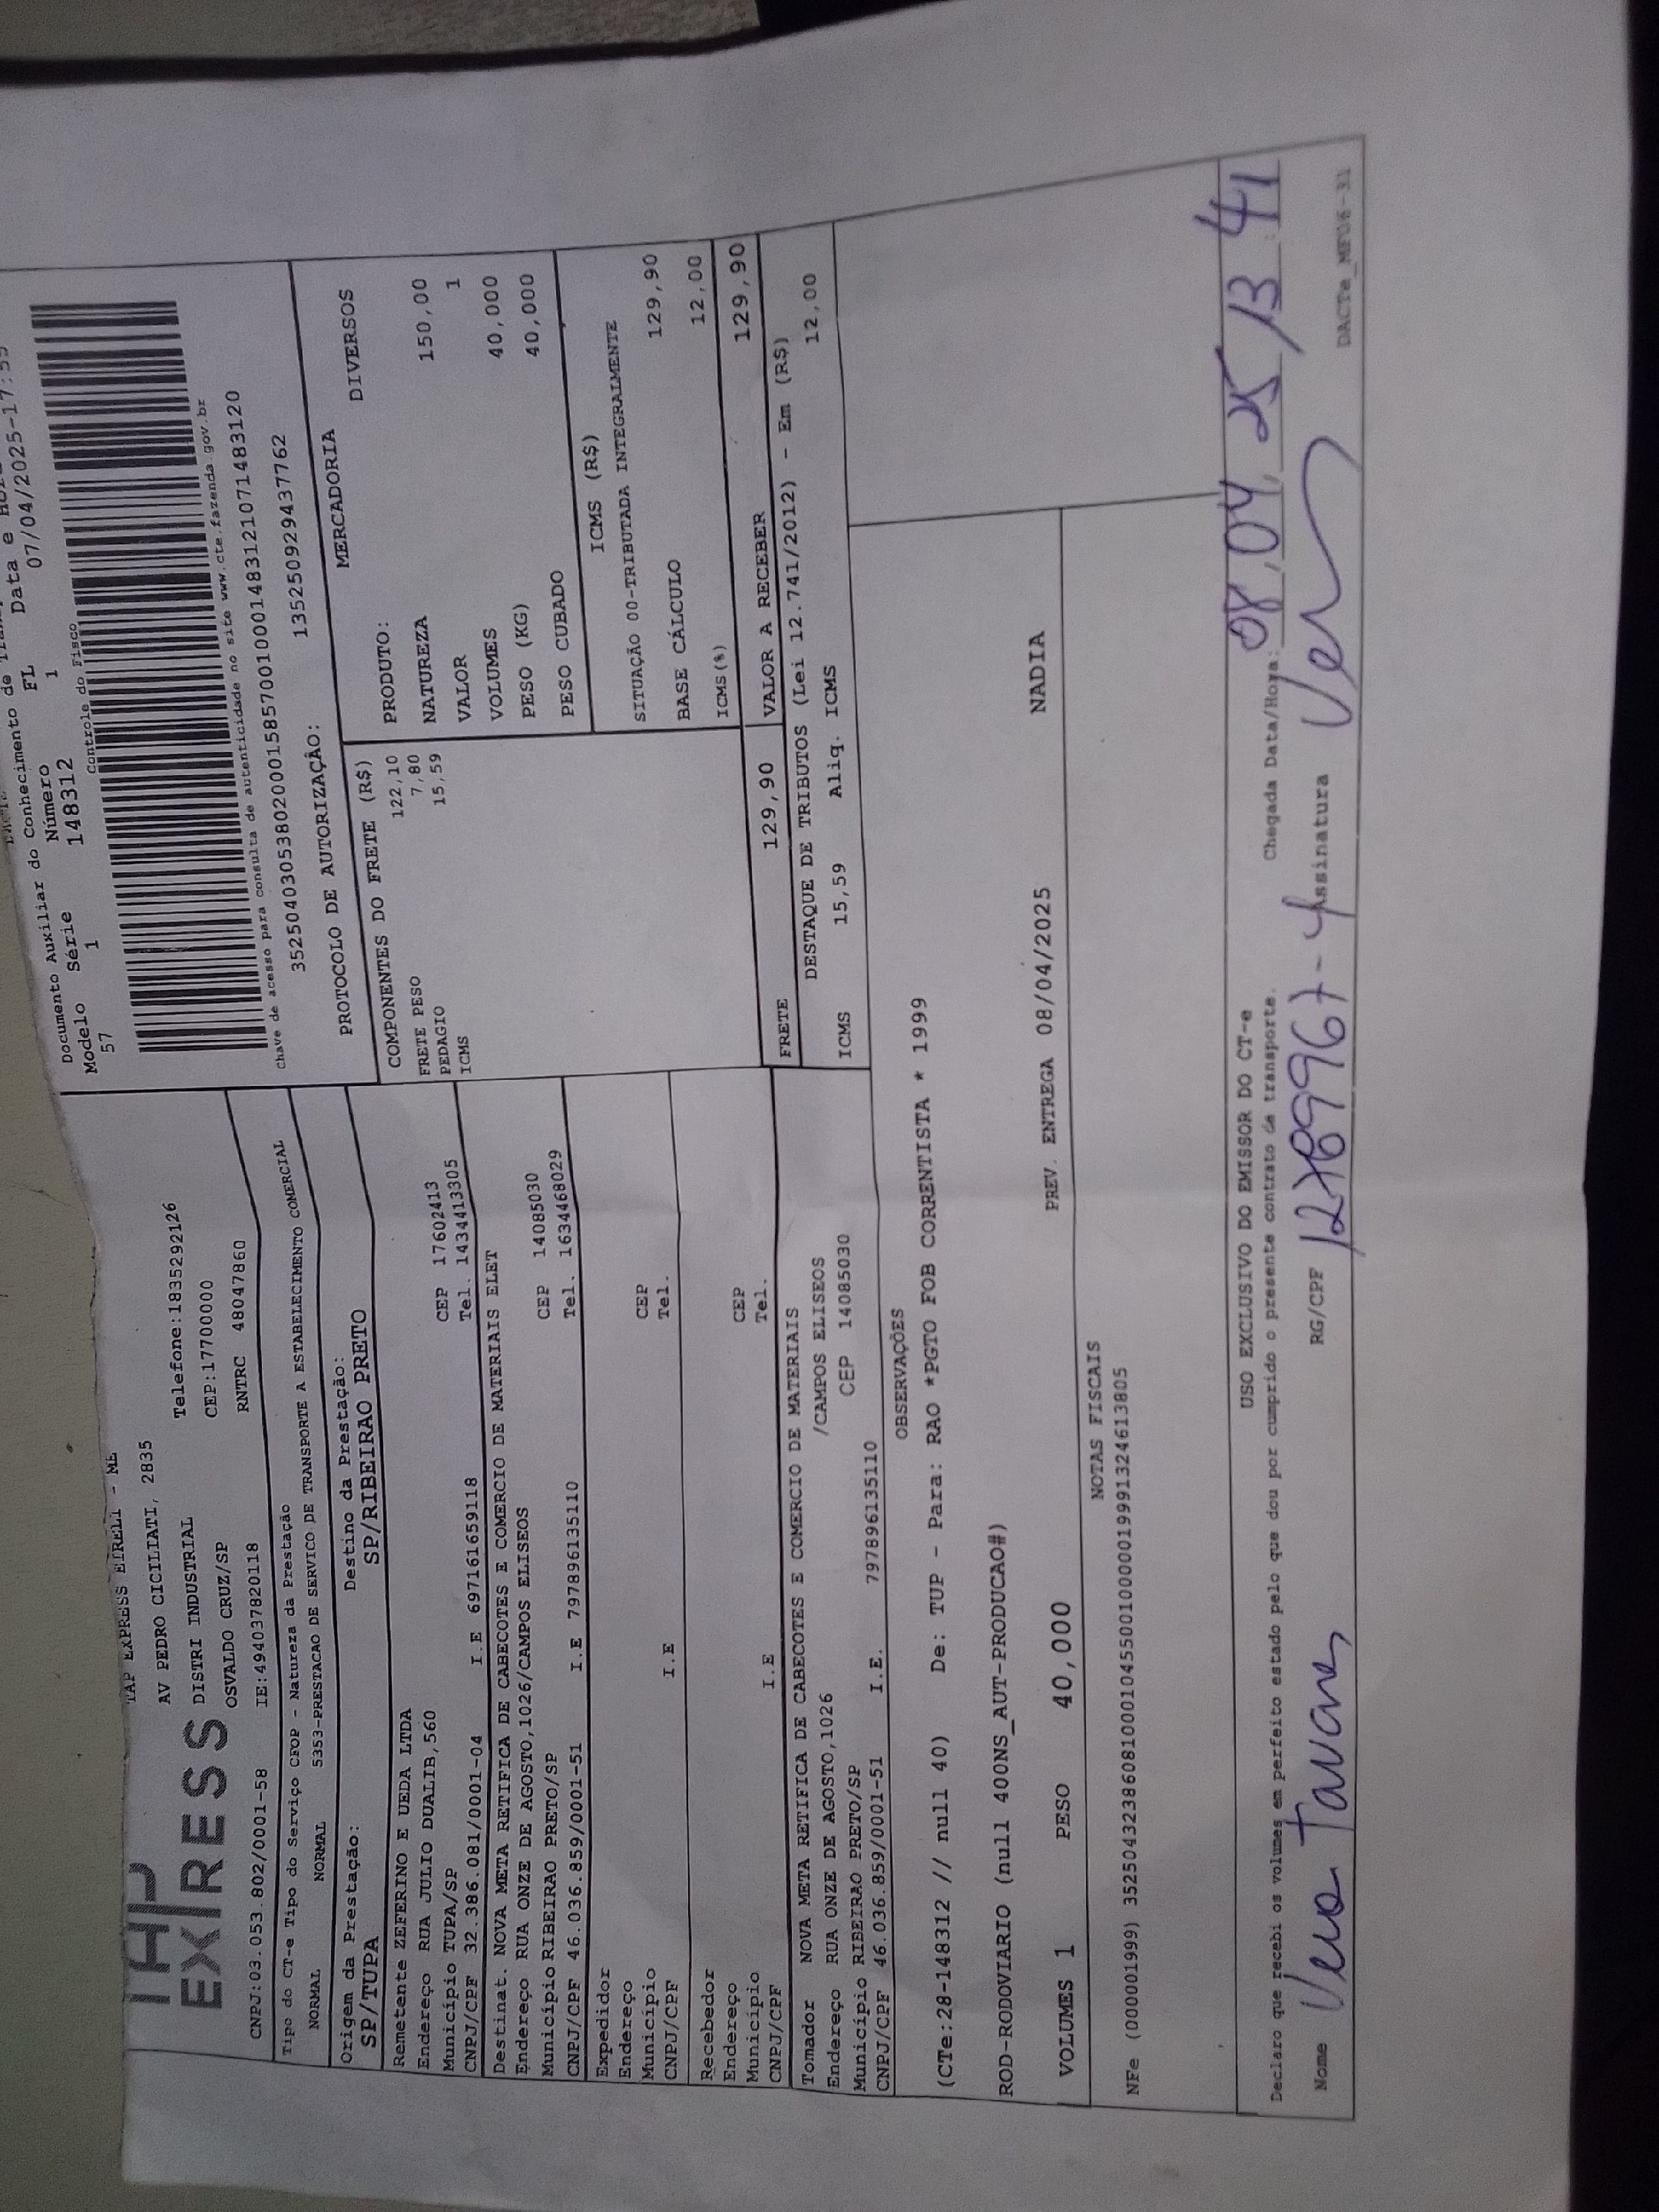 TAP EXPRESS EIRELI - ME
TAP
EXPRESS
AV PEDRO CICILIATI, 2835
DISTRI INDUSTRIAL Telefone:1835292126
OSVALDO CRUZ/SP CEP:17700000
CNPJ:03.053.802/0001-58 IE:494037820118 RNTRC 48047860
Documento Auxiliar do Conhecimento de
Modelo Série Número FL Data e
57 1 148312 1 07/04/2025-17:
Controle do Fisco
Chave de acesso para consulta de autenticidade no site www.cte.fazenda.gov.br
35250403053802000158570010001483121071483120
PROTOCOLO DE AUTORIZAÇÃO: 135250929437762
Tipo do CT-e Tipo do Serviço CFOP - Natureza da Prestação
NORMAL NORMAL 5353-PRESTACAO DE SERVICO DE TRANSPORTE A ESTABELECIMENTO COMERCIAL
Origem da Prestação: Destino da Prestação:
SP/TUPA SP/RIBEIRAO PRETO
Remetente ZEFERINO E UEDA LTDA
Endereço RUA JULIO DUALIB,560
Município TUPA/SP CEP 17602413
CNPJ/CPF 32.386.081/0001-04 I.E 697161659118 Tel. 1434413305
Destinat. NOVA META RETIFICA DE CABECOTES E COMERCIO DE MATERIAIS ELET
Endereço RUA ONZE DE AGOSTO,1026/CAMPOS ELISEOS
Município RIBEIRAO PRETO/SP CEP 14085030
CNPJ/CPF 46.036.859/0001-51 I.E 797896135110 Tel. 1634468029
Expedidor
Endereço
Município CEP
CNPJ/CPF I.E Tel.
Recebedor
Endereço
Município CEP
CNPJ/CPF I.E Tel.
Tomador NOVA META RETIFICA DE CABECOTES E COMERCIO DE MATERIAIS
Endereço RUA ONZE DE AGOSTO,1026 /CAMPOS ELISEOS
Município RIBEIRAO PRETO/SP CEP 14085030
CNPJ/CPF 46.036.859/0001-51 I.E. 797896135110
COMPONENTES DO FRETE (R$)
FRETE PESO 122,10
PEDAGIO 7,80
ICMS 15,59
MERCADORIA
PRODUTO: DIVERSOS
NATUREZA
VALOR 150,00
VOLUMES 1
PESO (KG) 40,000
PESO CUBADO 40,000
ICMS (R$)
SITUAÇÃO 00-TRIBUTADA INTEGRALMENTE
BASE CÁLCULO 129,90
ICMS(%) 12,00
FRETE 129,90 VALOR A RECEBER 129,90
DESTAQUE DE TRIBUTOS (Lei 12.741/2012) - Em (R$)
ICMS 15,59 Aliq. ICMS 12,00
OBSERVAÇÕES
(CTe:28-148312 // null 40) De: TUP - Para: RAO *PGTO FOB CORRENTISTA * 1999
ROD-RODOVIARIO (null 400NS_AUT-PRODUCAO#)
VOLUMES 1 PESO 40,000 PREV. ENTREGA 08/04/2025 NADIA
NOTAS FISCAIS
NFe (000001999) 35250432386081000104550010000019991324613805
USO EXCLUSIVO DO EMISSOR DO CT-e
Declaro que recebi os volumes em perfeito estado pelo que dou por cumprido o presente contrato de transporte. Chegada Data/Hora: 08,04,25 13:41
Nome Vera Tavares RG/CPF Assinatura
DACTe_MF06-31